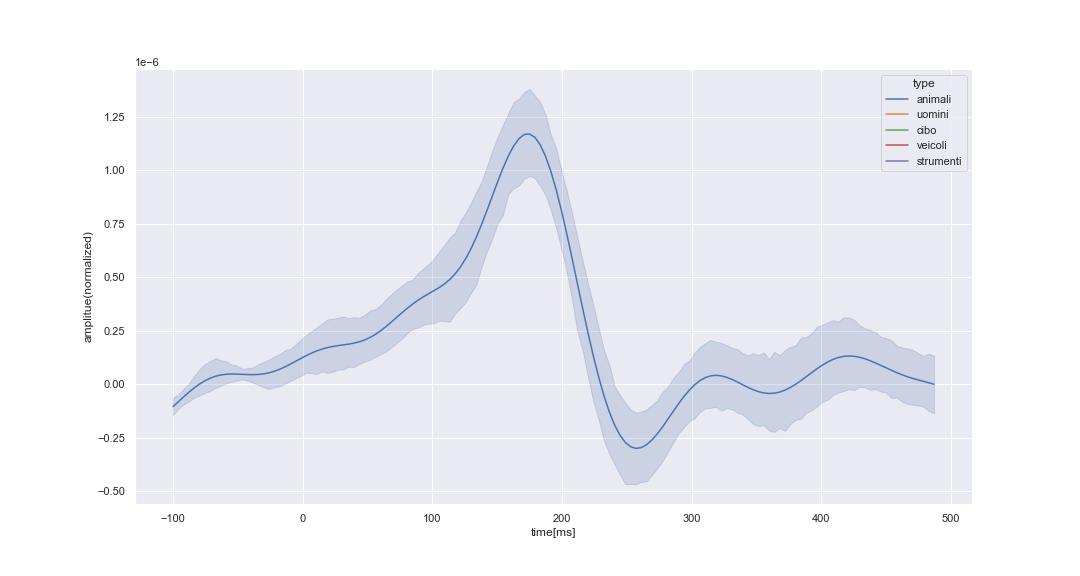 1e−6
type
animali
uomini
cibo
veicoli
strumenti
1.25
1.00
0.75
0.50
0.25
0.00
−0.25
−0.50
amplitue(normalized)
−100 0 100 200 300 400 500
time[ms]